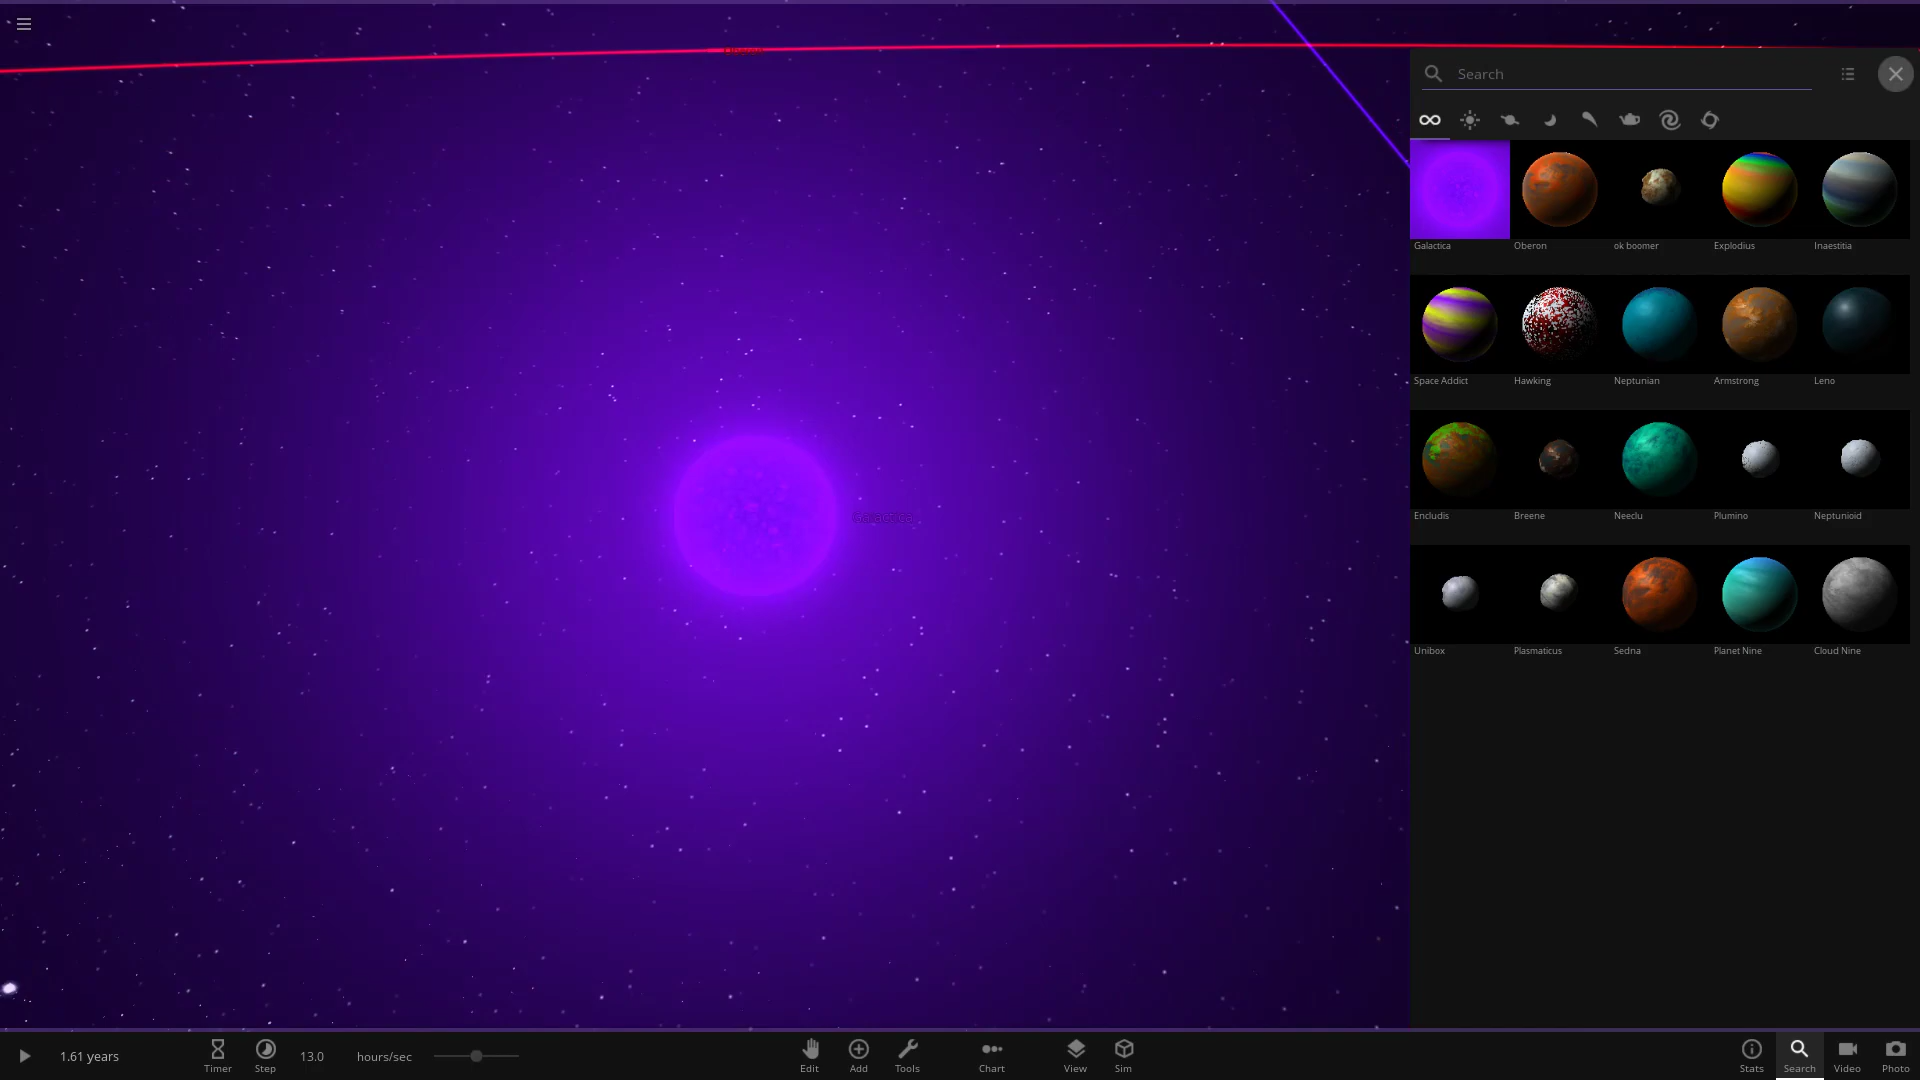 Search
Galactica Oberon ok boomer Explodius Inaestitia
Space Addict Hawking Neptunian Armstrong Leno
Galactica
Encludis Breene Neeclu Plumino Neptunioid
Unibox Plasmaticus Sedna Planet Nine Cloud Nine
1.61 years Timer Step 13.0 hours/sec Edit Add Tools Chart View Sim Stats Search Video Photo